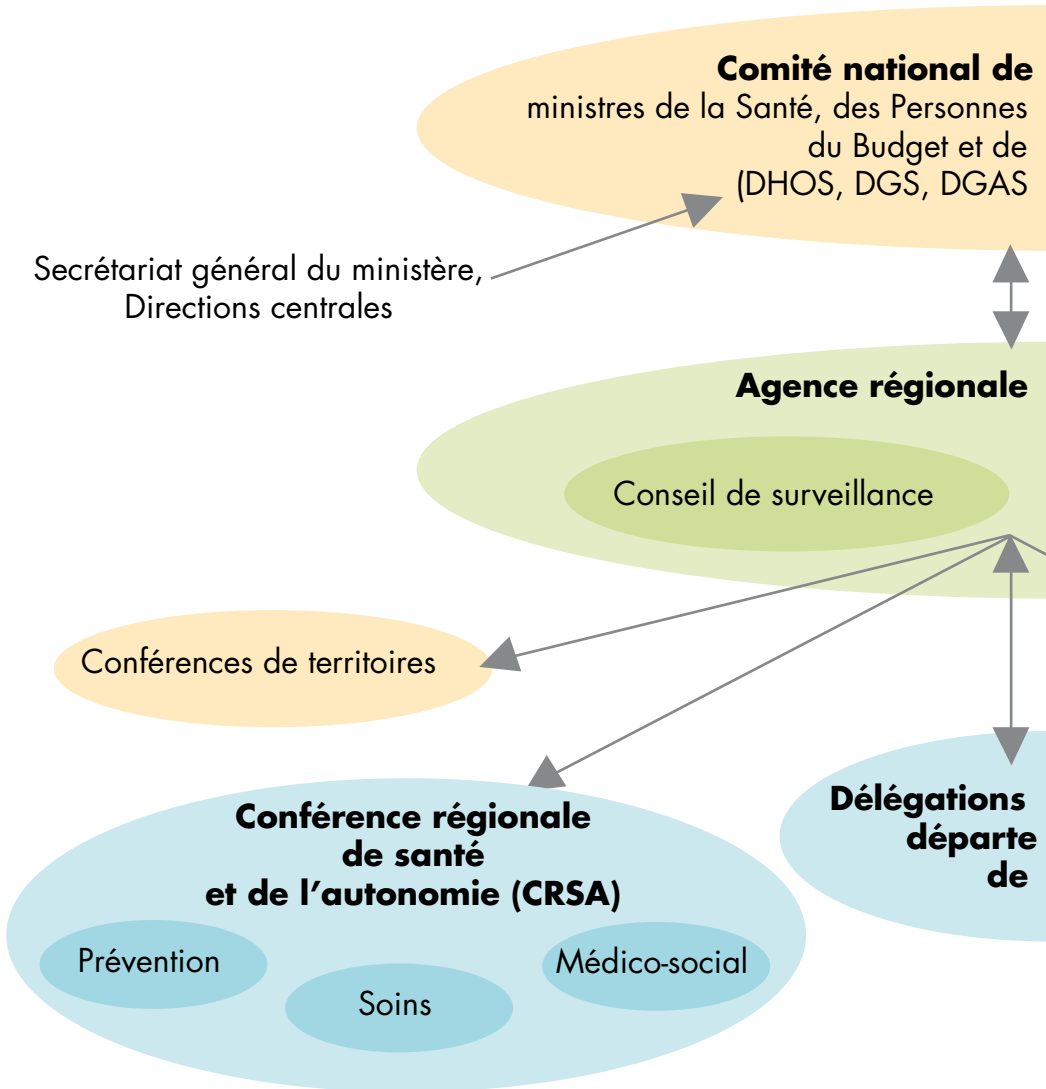 Comité national de
ministres de la Santé, des Personnes
du Budget et de
(DHOS, DGS, DGAS
Secrétariat général du ministère,
Directions centrales
Agence régionale
Conseil de surveillance
Conférences de territoires
Conférence régionale
de santé
et de l'autonomie (CRSA)
Prévention
Soins
Médico-social
Délégations
départe
de